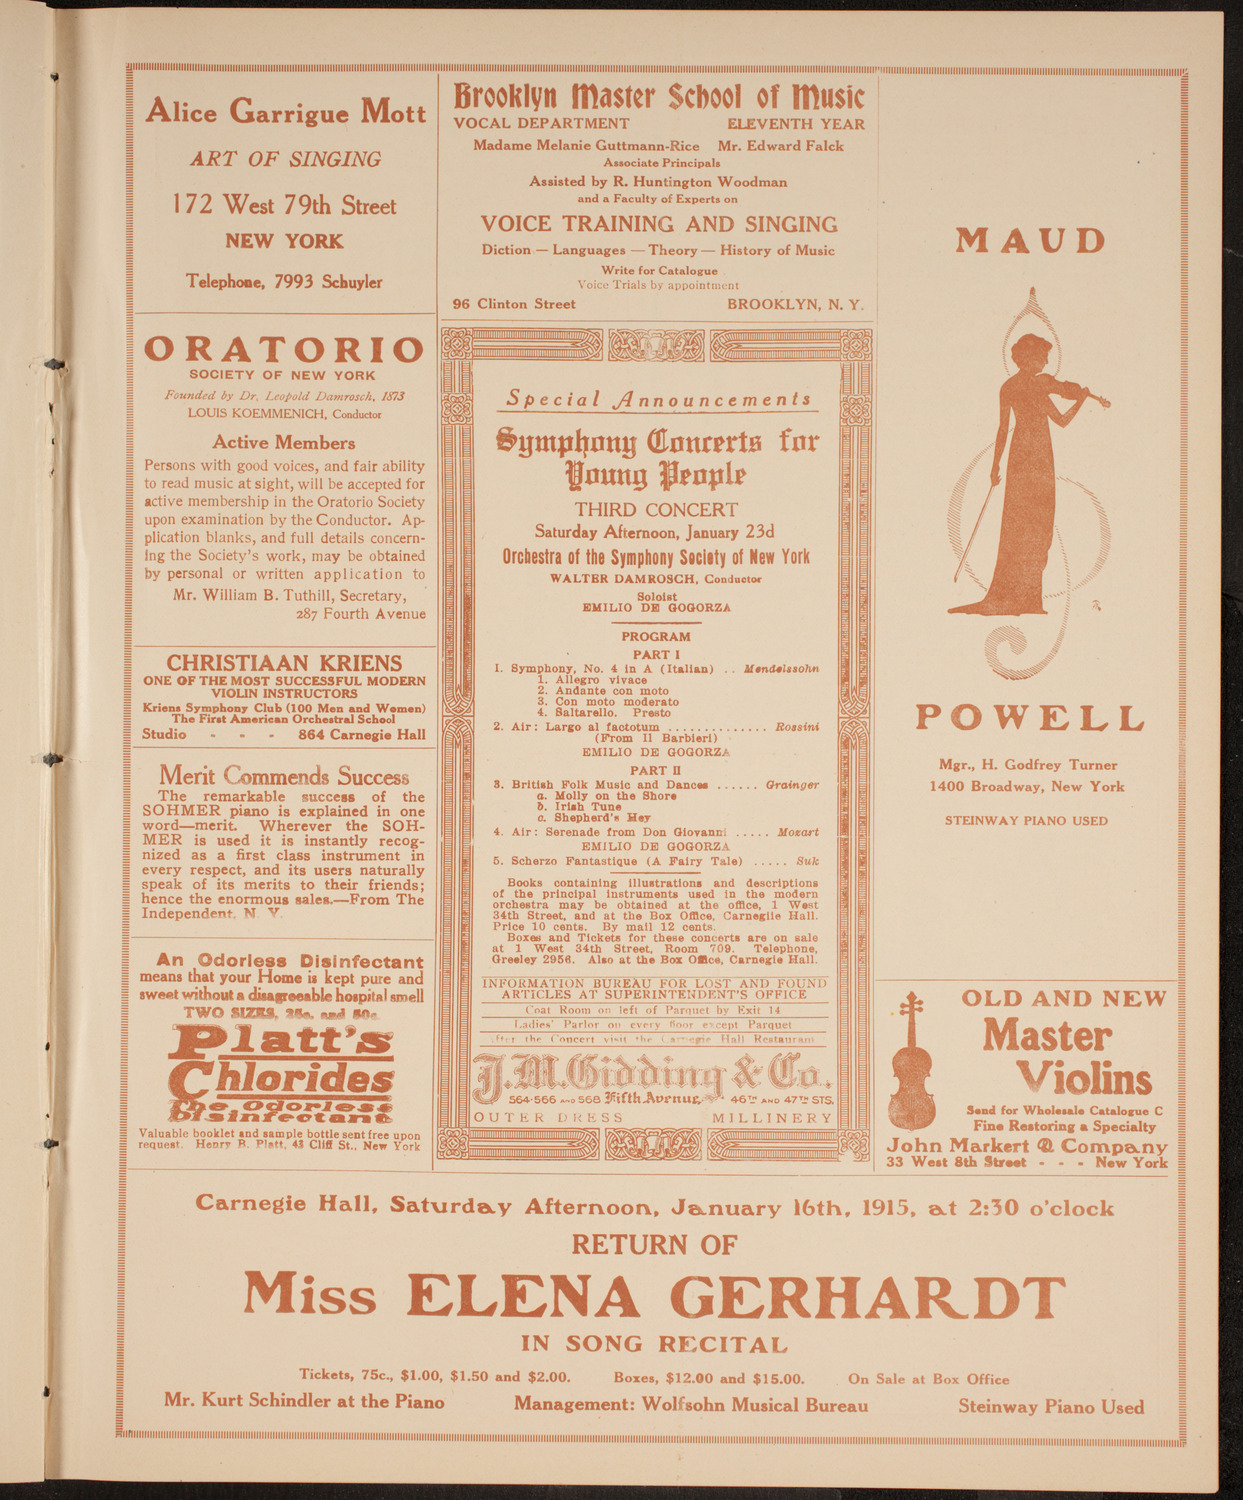 Alice Garrigue Mott
ART OF SINGING
172 West 79th Street
NEW YORK
Telephone, 7993 Schuyler
ORATORIO
SOCIETY OF NEW YORK
Founded by Dr. Leopold Damrosch, 1873
LOUIS KOEMMENICH, Conductor
Active Members
Persons with good voices, and fair ability
to read music at sight, will be accepted for
active membership in the Oratorio Society
upon examination by the Conductor. Ap-
plication blanks, and full details concern-
ing the Society's work, may be obtained
by personal or written application to
Mr. William B. Tuthill, Secretary,
287 Fourth Avenue
CHRISTIAAN KRIENS
ONE OF THE MOST SUCCESSFUL MODERN
VIOLIN INSTRUCTORS
Kriens Symphony Club (100 Men and Women)
The First American Orchestral School
Studio - - - 864 Carnegie Hall
Merit Commends Success
The remarkable success of the
SOHMER piano is explained in one
word—merit. Wherever the SOH-
MER is used it is instantly recog-
nized as a first class instrument in
every respect, and its users naturally
speak of its merits to their friends;
hence the enormous sales.—From The
Independent, N. Y.
An Odorless Disinfectant
means that your Home is kept pure and
sweet without a disagreeable hospital smell
TWO SIZES, 25c. and 50c.
Platt's
Chlorides
The Odorless
Disinfectant
Valuable booklet and sample bottle sent free upon
request. Henry B. Platt, 42 Cliff St., New York
Brooklyn Master School of Music
VOCAL DEPARTMENT ELEVENTH YEAR
Madame Melanie Guttmann-Rice Mr. Edward Falck
Associate Principals
Assisted by R. Huntington Woodman
and a Faculty of Experts on
VOICE TRAINING AND SINGING
Diction — Languages — Theory — History of Music
Write for Catalogue
Voice Trials by appointment
96 Clinton Street BROOKLYN, N. Y.
Special Announcements
Symphony Concerts for
Young People
THIRD CONCERT
Saturday Afternoon, January 23d
Orchestra of the Symphony Society of New York
WALTER DAMROSCH, Conductor
Soloist
EMILIO DE GOGORZA
PROGRAM
PART I
1. Symphony, No. 4 in A (Italian) .. Mendelssohn
1. Allegro vivace
2. Andante con moto
3. Con moto moderato
4. Saltarello. Presto
2. Air: Largo al factotum .............. Rossini
(From Il Barbieri)
EMILIO DE GOGORZA
PART II
3. British Folk Music and Dances ...... Grainger
a. Molly on the Shore
b. Irish Tune
c. Shepherd's Hey
4. Air: Serenade from Don Giovanni ..... Mozart
EMILIO DE GOGORZA
5. Scherzo Fantastique (A Fairy Tale) ..... Suk
Books containing illustrations and descriptions
of the principal instruments used in the modern
orchestra may be obtained at the office, 1 West
34th Street, and at the Box Office, Carnegiie Hall.
Price 10 cents. By mail 12 cents.
Boxes and Tickets for these concerts are on sale
at 1 West 34th Street, Room 709. Telephone,
Greeley 2956. Also at the Box Office, Carnegie Hall.
INFORMATION BUREAU FOR LOST AND FOUND
ARTICLES AT SUPERINTENDENT'S OFFICE
Coat Room on left of Parquet by Exit 14
Ladies' Parlor on every floor except Parquet
After the Concert visit the Carnegie Hall Restaurant
J.M.Gidding & Co.
564-566 AND 568 Fifth Avenue, 46TH AND 47TH STS.
OUTER DRESS MILLINERY
MAUD
POWELL
Mgr., H. Godfrey Turner
1400 Broadway, New York
STEINWAY PIANO USED
OLD AND NEW
Master
Violins
Send for Wholesale Catalogue C
Fine Restoring a Specialty
John Markert & Company
33 West 8th Street - - - New York
Carnegie Hall, Saturday Afternoon, January 16th, 1915, at 2:30 o'clock
RETURN OF
Miss ELENA GERHARDT
IN SONG RECITAL
Tickets, 75c., $1.00, $1.50 and $2.00. Boxes, $12.00 and $15.00. On Sale at Box Office
Mr. Kurt Schindler at the Piano Management: Wolfsohn Musical Bureau Steinway Piano Used